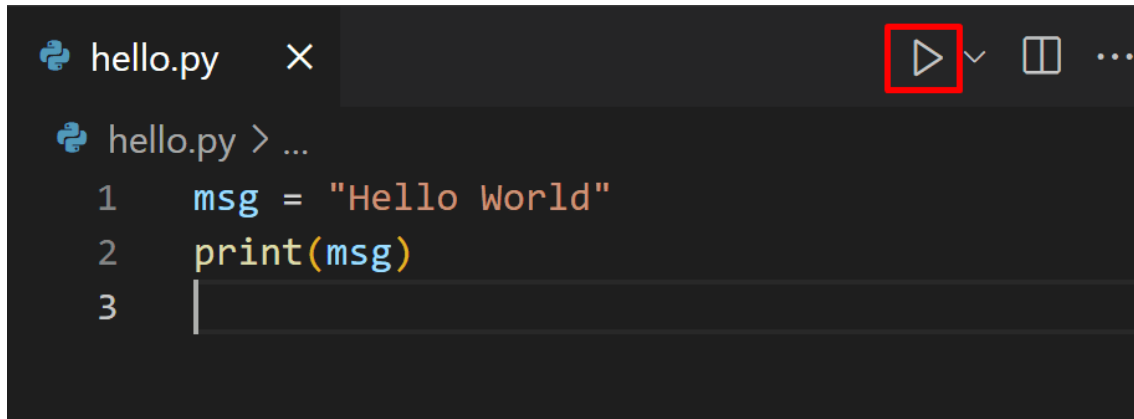 hello.py
hello.py > ...
1 msg = "Hello World"
2 print(msg)
3